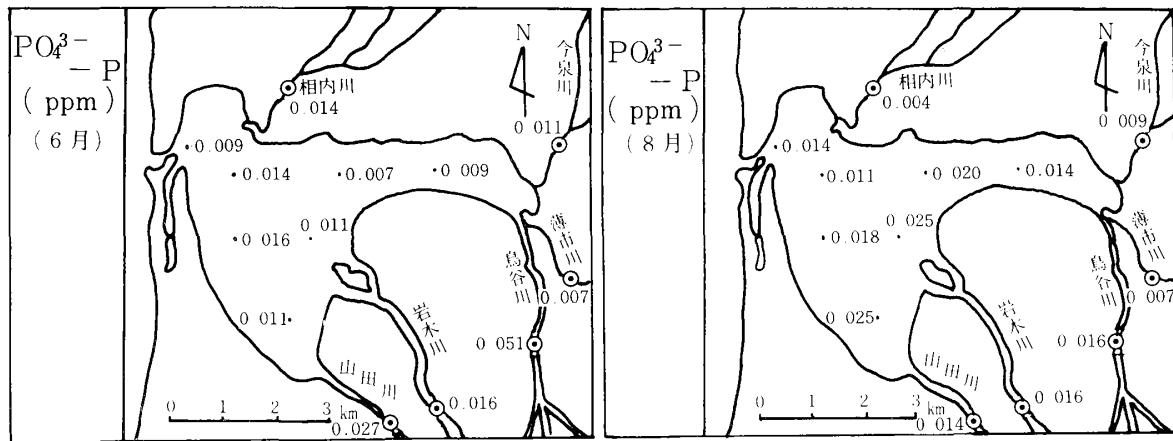 PO₄³⁻
— P
( ppm )
( 6 月 )
N
今泉川
相内川
0.014
0 011
0.009
0.014
0.007
0 009
0 011
0 016
薄市川
鳥谷川
0.007
0 011
岩木川
0 051
山田川
0 1 2 3
km
0.016
0.027
PO₄³⁻
— P
( ppm )
( 8 月 )
N
今泉川
相内川
0.004
0 009
0.014
0.011
0.020
0.014
0.025
0.018
薄市川
鳥谷川
0 007
0 025
岩木川
0 016
山田川
0 1 2 3
km
0 016
0 014